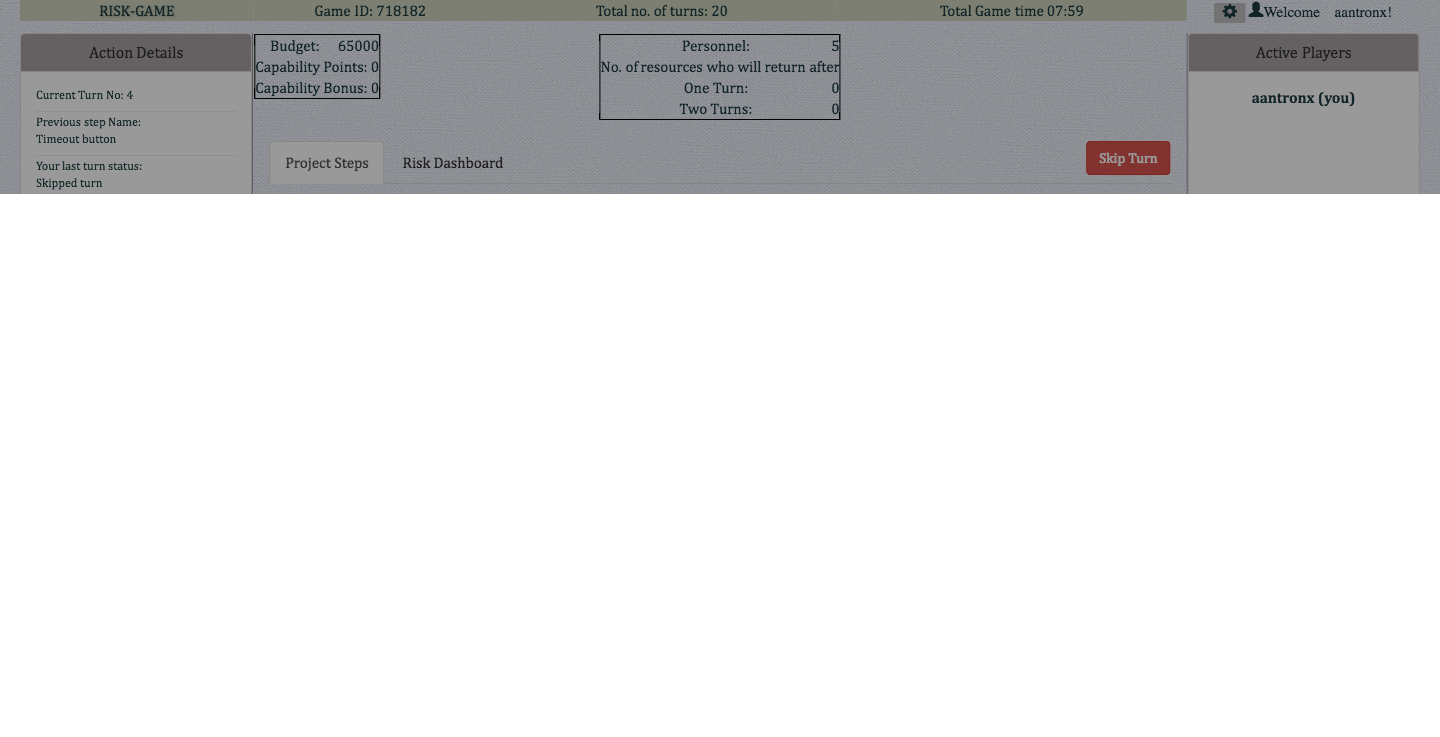 RISK-GAME Game ID: 718182 Total no. of turns: 20 Total Game time 07:59 Welcome aantronx!
Action Details
Current Turn No: 4
Previous step Name:
Timeout button
Your last turn status:
Skipped turn
Budget: 65000
Capability Points: 0
Capability Bonus: 0
Personnel: 5
No. of resources who will return after
One Turn: 0
Two Turns: 0
Project Steps Risk Dashboard Skip Turn
Active Players
aantronx (you)